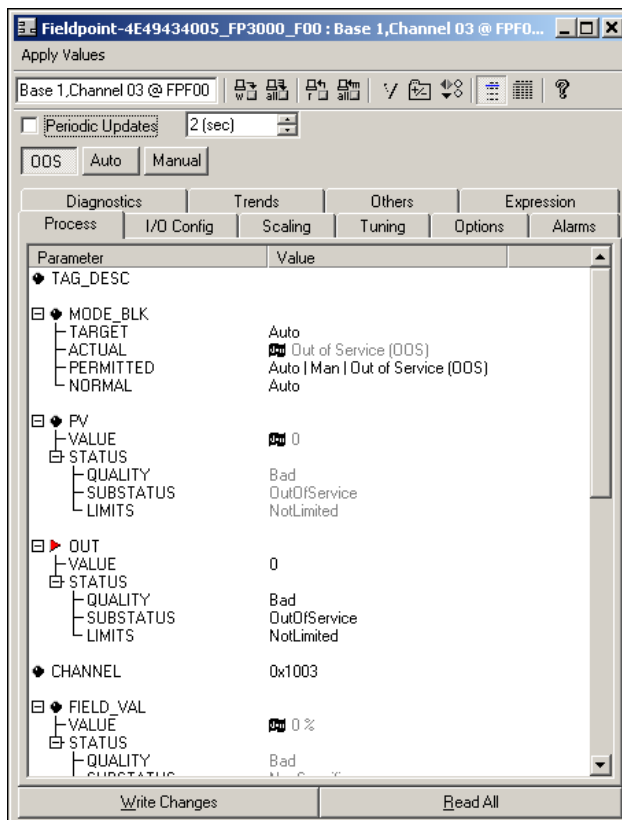 Fieldpoint-4E49434005_FP3000_F00 : Base 1,Channel 03 @ FPF0...
Apply Values
Base 1,Channel 03 @ FPF00
Periodic Updates 2 (sec)
OOS Auto Manual
Diagnostics Trends Others Expression
Process I/O Config Scaling Tuning Options Alarms
Parameter Value
TAG_DESC
MODE_BLK
TARGET Auto
ACTUAL Out of Service (OOS)
PERMITTED Auto | Man | Out of Service (OOS)
NORMAL Auto
PV
VALUE 0
STATUS
QUALITY Bad
SUBSTATUS OutOfService
LIMITS NotLimited
OUT
VALUE 0
STATUS
QUALITY Bad
SUBSTATUS OutOfService
LIMITS NotLimited
CHANNEL 0x1003
FIELD_VAL
VALUE 0 %
STATUS
QUALITY Bad
SUBSTATUS
Write Changes Read All